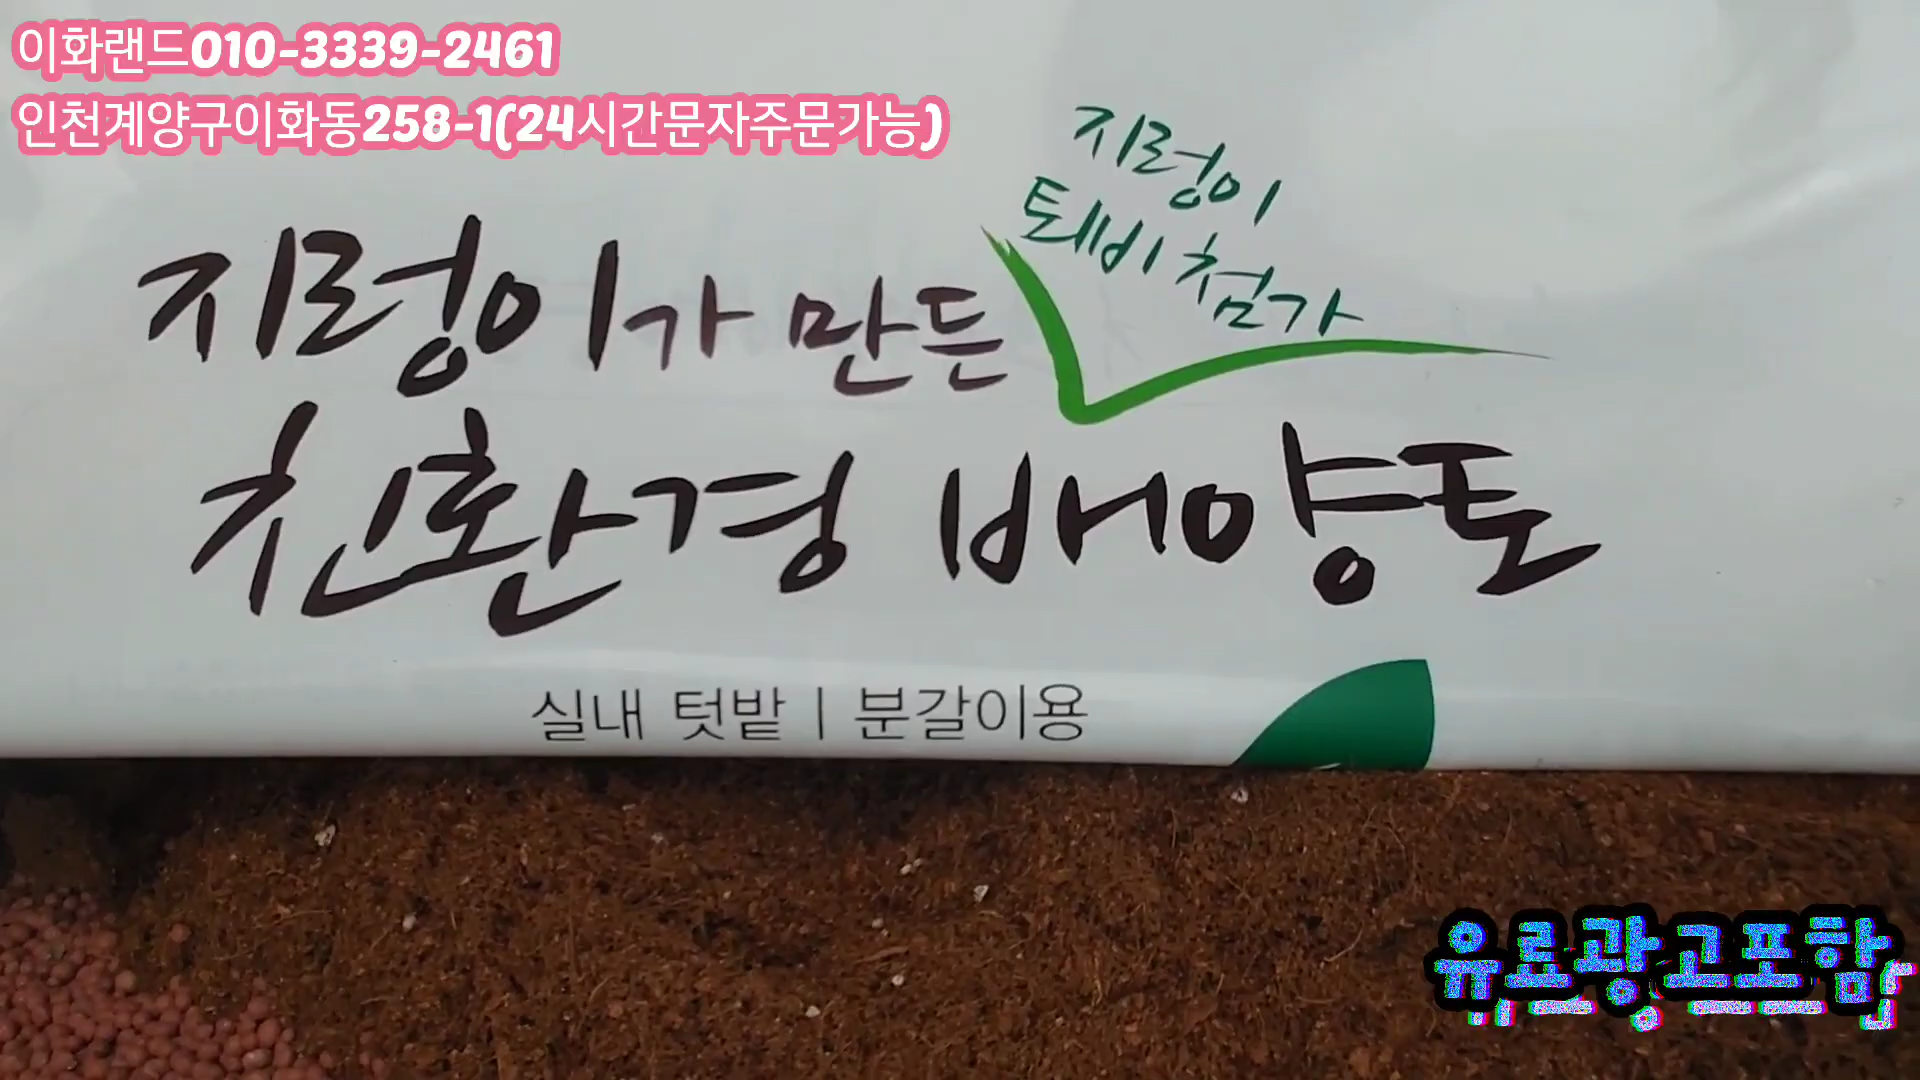 이화랜드010-3339-2461
인천계양구이화동258-1(24시간문자주문가능)
지렁이
퇴비 첨가
지렁이가 만든
친환경 배양토
실내 텃밭 | 분갈이용
유료광고포함